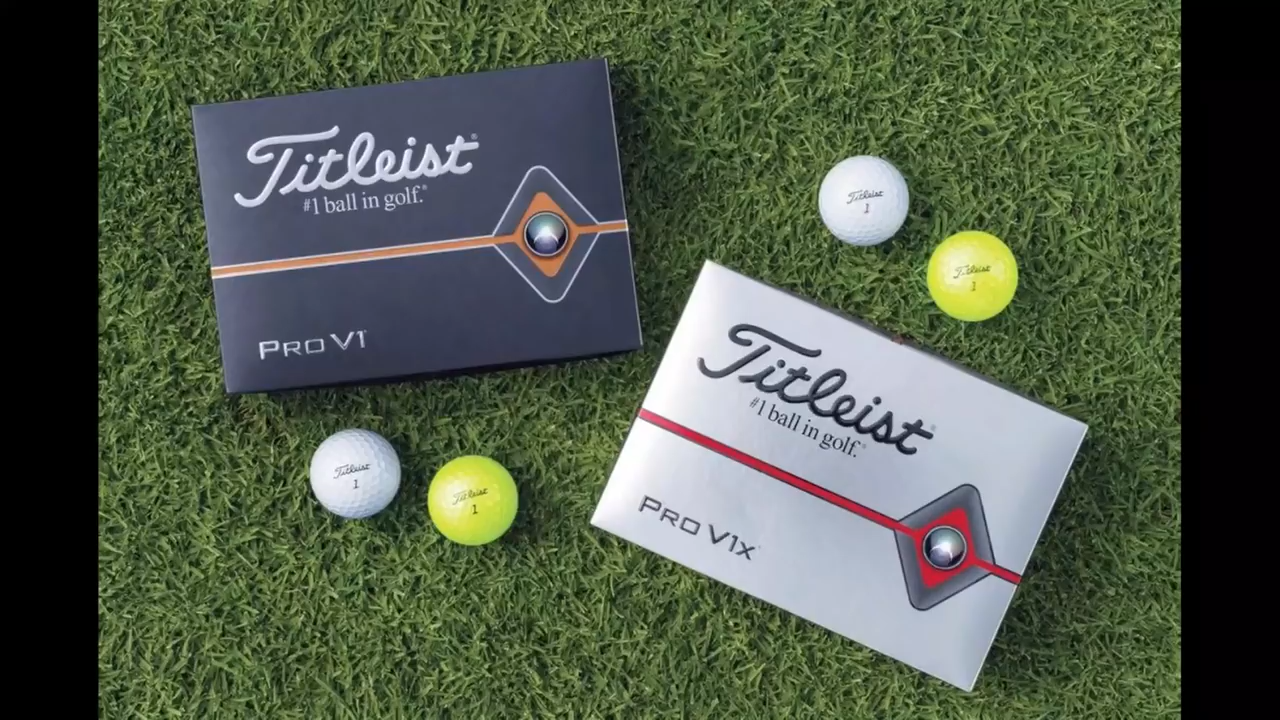 Titleist®
#1 ball in golf.®
PRO V1
Titleist
1
Titleist
1
Titleist®
#1 ball in golf.®
PRO V1x
Titleist
1
Titleist
1